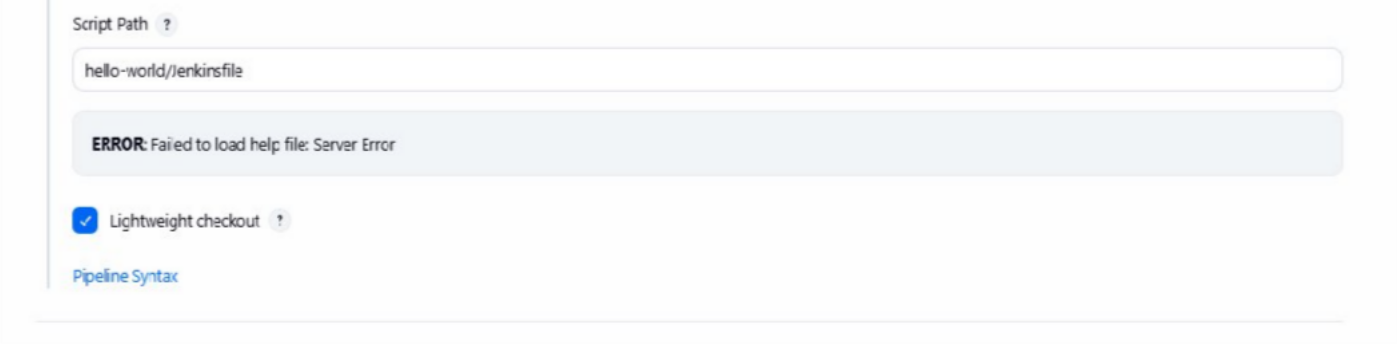 Script Path ?
hello-world/Jenkinsfile
ERROR: Failed to load help file: Server Error
Lightweight checkout ?
Pipeline Syntax